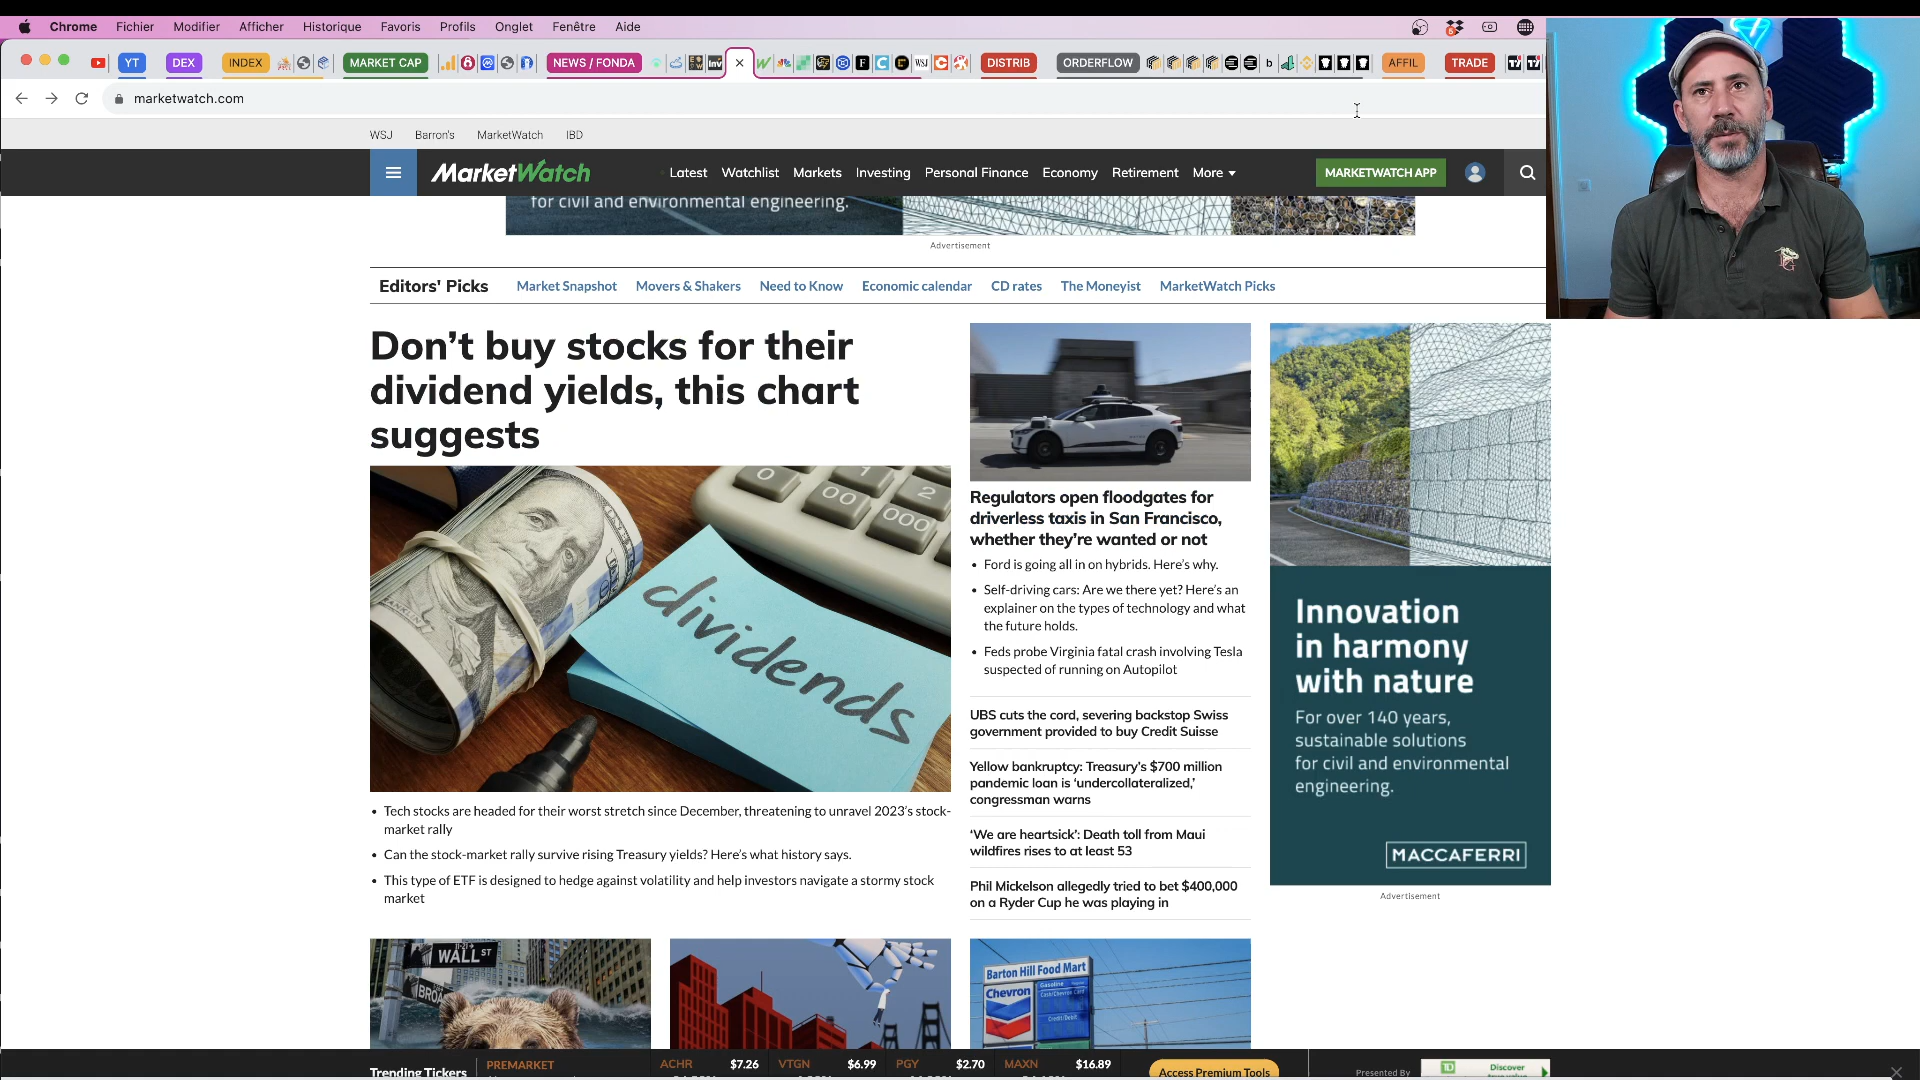 Chrome Fichier Modifier Afficher Historique Favoris Profils Onglet Fenêtre Aide
YT DEX INDEX MARKET CAP NEWS / FONDA DISTRIB ORDERFLOW AFFIL TRADE
marketwatch.com
WSJ Barron's MarketWatch IBD
MarketWatch Latest Watchlist Markets Investing Personal Finance Economy Retirement More MARKETWATCH APP
for civil and environmental engineering.
Advertisement
Editors' Picks Market Snapshot Movers & Shakers Need to Know Economic calendar CD rates The Moneyist MarketWatch Picks
Don’t buy stocks for their
dividend yields, this chart
suggests
0 1 2
00 000
dividends
• Tech stocks are headed for their worst stretch since December, threatening to unravel 2023’s stock-
market rally
• Can the stock-market rally survive rising Treasury yields? Here’s what history says.
• This type of ETF is designed to hedge against volatility and help investors navigate a stormy stock
market
Regulators open floodgates for
driverless taxis in San Francisco,
whether they’re wanted or not
• Ford is going all in on hybrids. Here’s why.
• Self-driving cars: Are we there yet? Here’s an
explainer on the types of technology and what
the future holds.
• Feds probe Virginia fatal crash involving Tesla
suspected of running on Autopilot
UBS cuts the cord, severing backstop Swiss
government provided to buy Credit Suisse
Yellow bankruptcy: Treasury’s $700 million
pandemic loan is ‘undercollateralized,’
congressman warns
‘We are heartsick’: Death toll from Maui
wildfires rises to at least 53
Phil Mickelson allegedly tried to bet $400,000
on a Ryder Cup he was playing in
Innovation
in harmony
with nature
For over 140 years,
sustainable solutions
for civil and environmental
engineering.
MACCAFERRI
Advertisement
WALL ST
BROA
Barton Hill Food Mart
Chevron
Trending Tickers PREMARKET ACHR $7.26 VTGN $6.99 PGY $2.70 MAXN $16.89 Access Premium Tools Presented By TD Discover